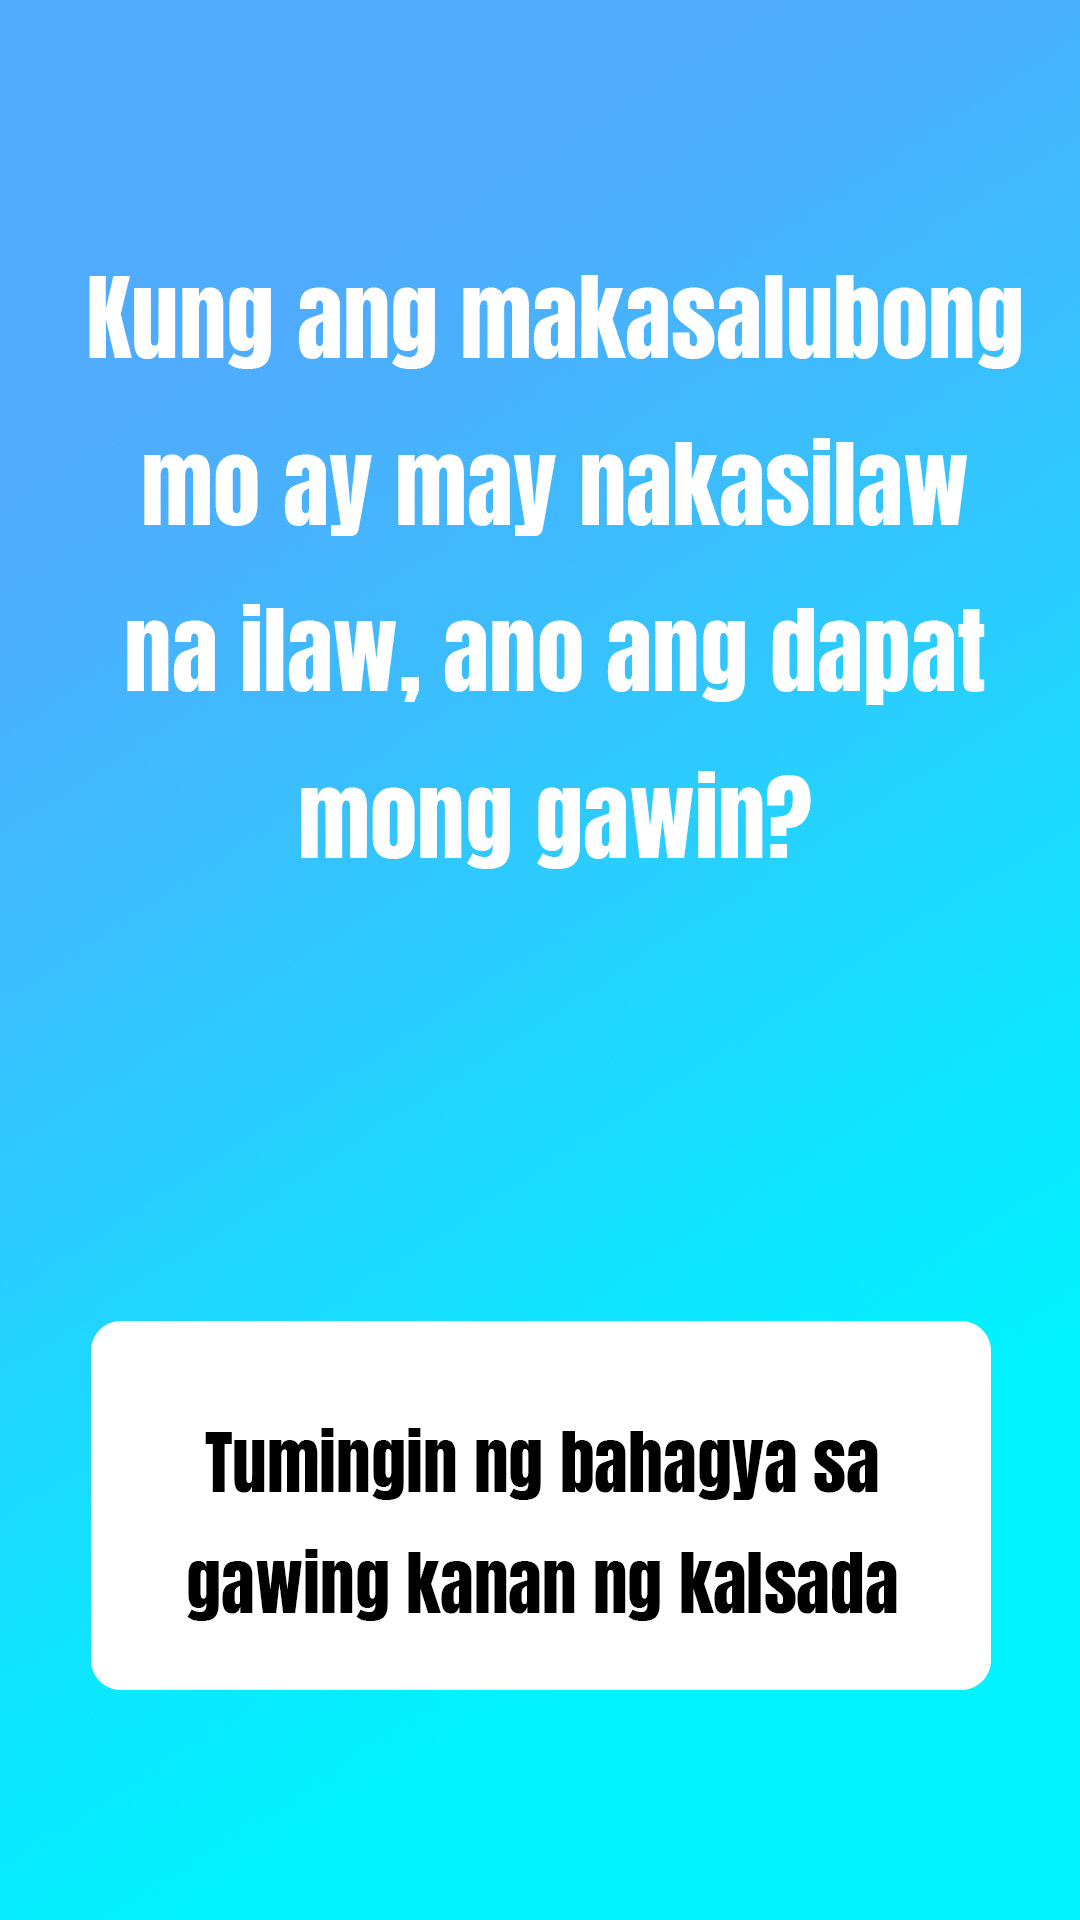 Kung ang makasalubong
mo ay may nakasilaw
na ilaw, ano ang dapat
mong gawin?
Tumingin ng bahagya sa
gawing kanan ng kalsada